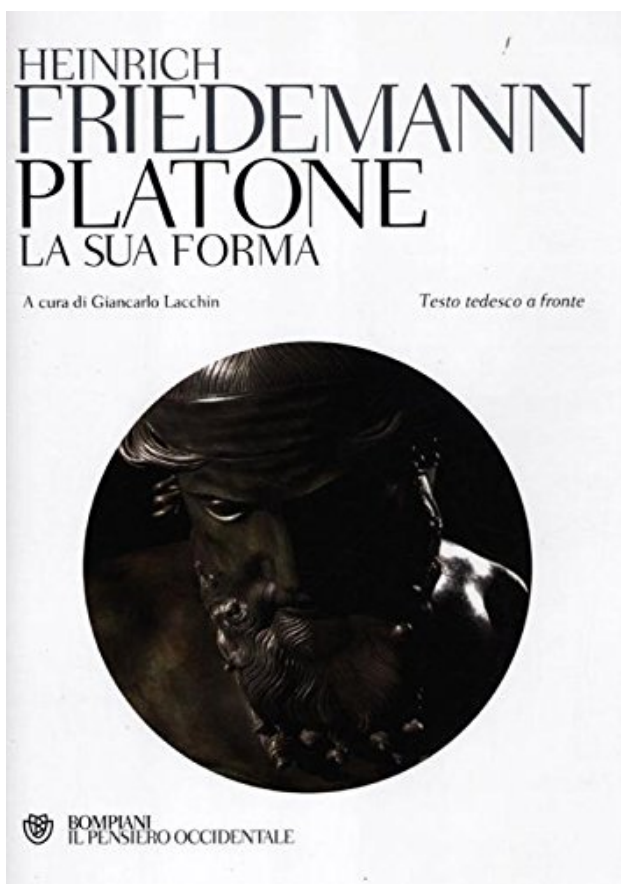 HEINRICH
FRIEDEMANN
PLATONE
LA SUA FORMA
A cura di Giancarlo Lacchin
Testo tedesco a fronte
BOMPIANI
IL PENSIERO OCCIDENTALE